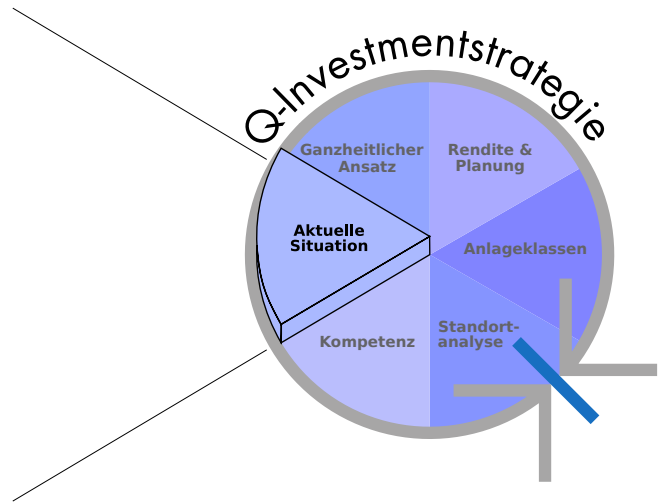 Q-Investmentstrategie
Ganzheitlicher
Ansatz
Rendite &
Planung
Aktuelle
Situation
Anlageklassen
Kompetenz
Standort-
analyse